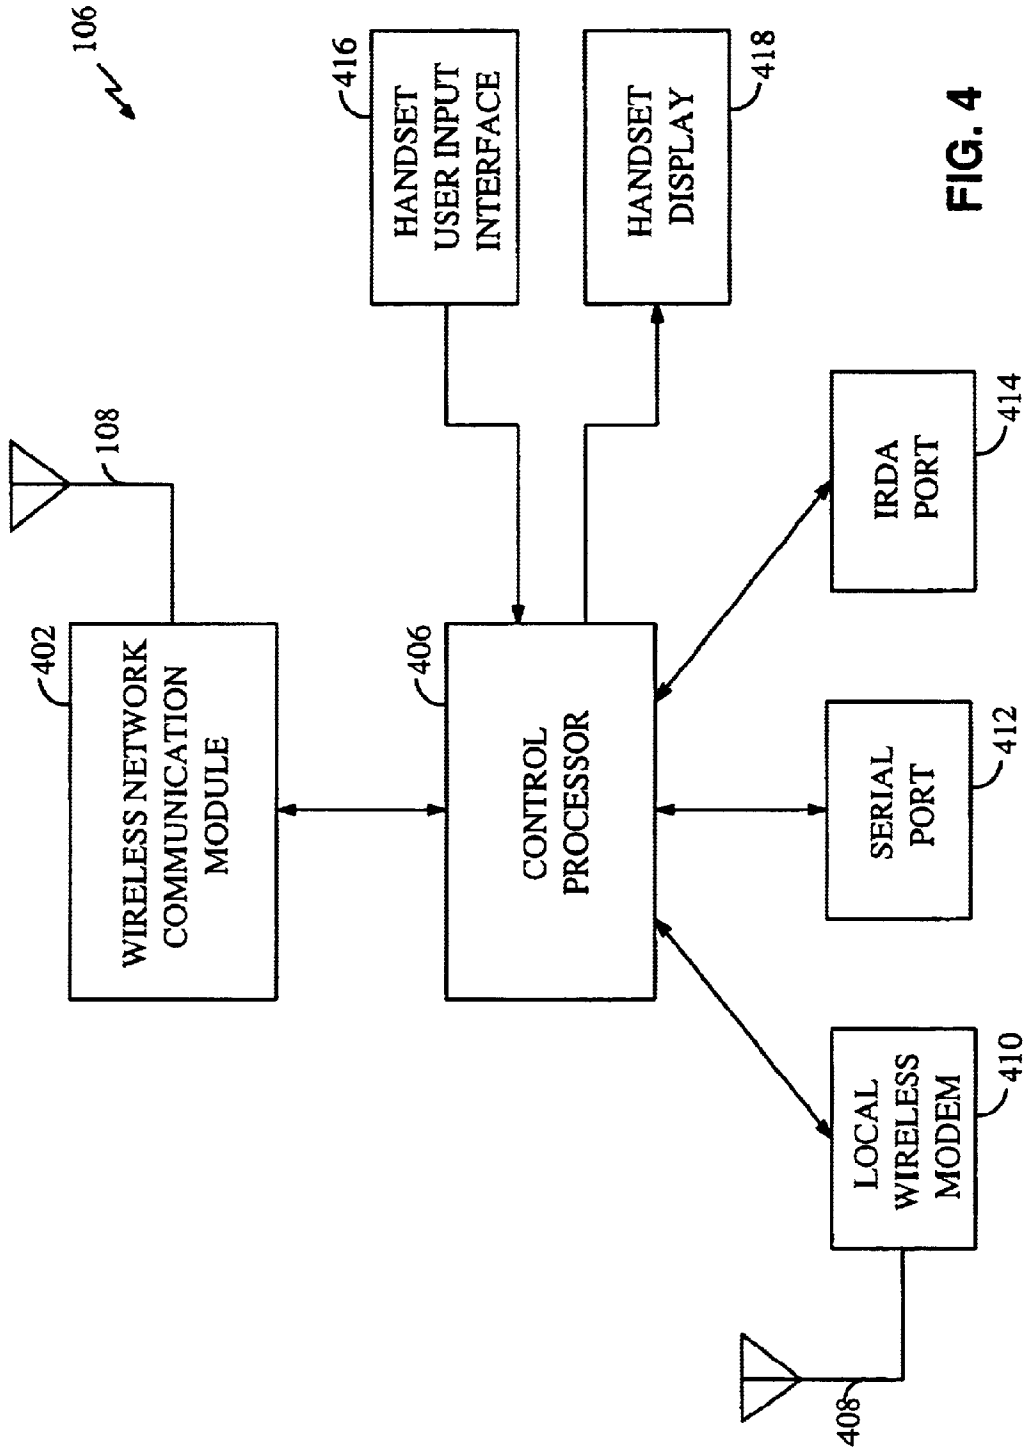 106
108
402
WIRELESS NETWORK
COMMUNICATION
MODULE
416
HANDSET
USER INPUT
INTERFACE
406
CONTROL
PROCESSOR
HANDSET
DISPLAY
418
408
LOCAL
WIRELESS
MODEM
410
SERIAL
PORT
412
IRDA
PORT
414
FIG. 4